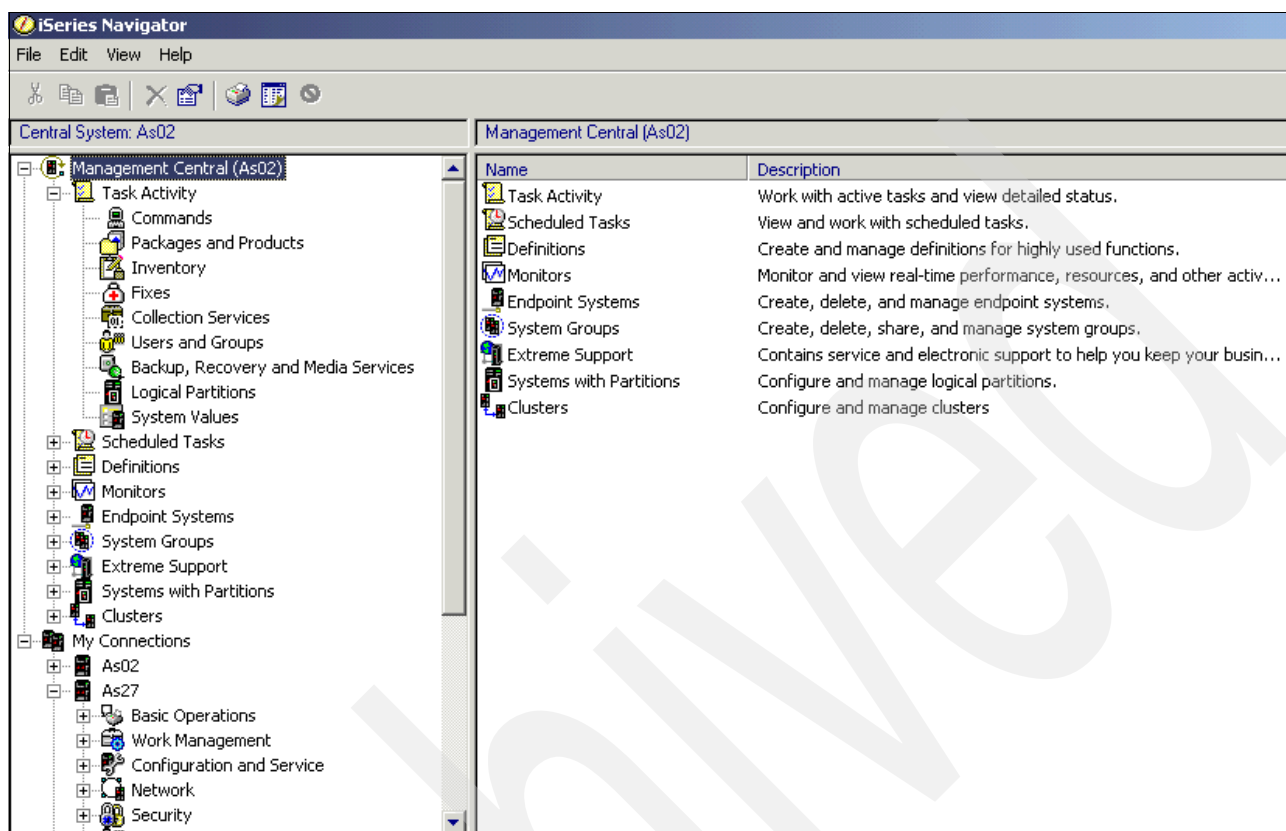 iSeries Navigator
File Edit View Help
Central System: As02
Management Central (As02)
Management Central (As02)
Task Activity
Commands
Packages and Products
Inventory
Fixes
Collection Services
Users and Groups
Backup, Recovery and Media Services
Logical Partitions
System Values
Scheduled Tasks
Definitions
Monitors
Endpoint Systems
System Groups
Extreme Support
Systems with Partitions
Clusters
My Connections
As02
As27
Basic Operations
Work Management
Configuration and Service
Network
Security
Name Description
Task Activity Work with active tasks and view detailed status.
Scheduled Tasks View and work with scheduled tasks.
Definitions Create and manage definitions for highly used functions.
Monitors Monitor and view real-time performance, resources, and other activ...
Endpoint Systems Create, delete, and manage endpoint systems.
System Groups Create, delete, share, and manage system groups.
Extreme Support Contains service and electronic support to help you keep your busin...
Systems with Partitions Configure and manage logical partitions.
Clusters Configure and manage clusters
hived